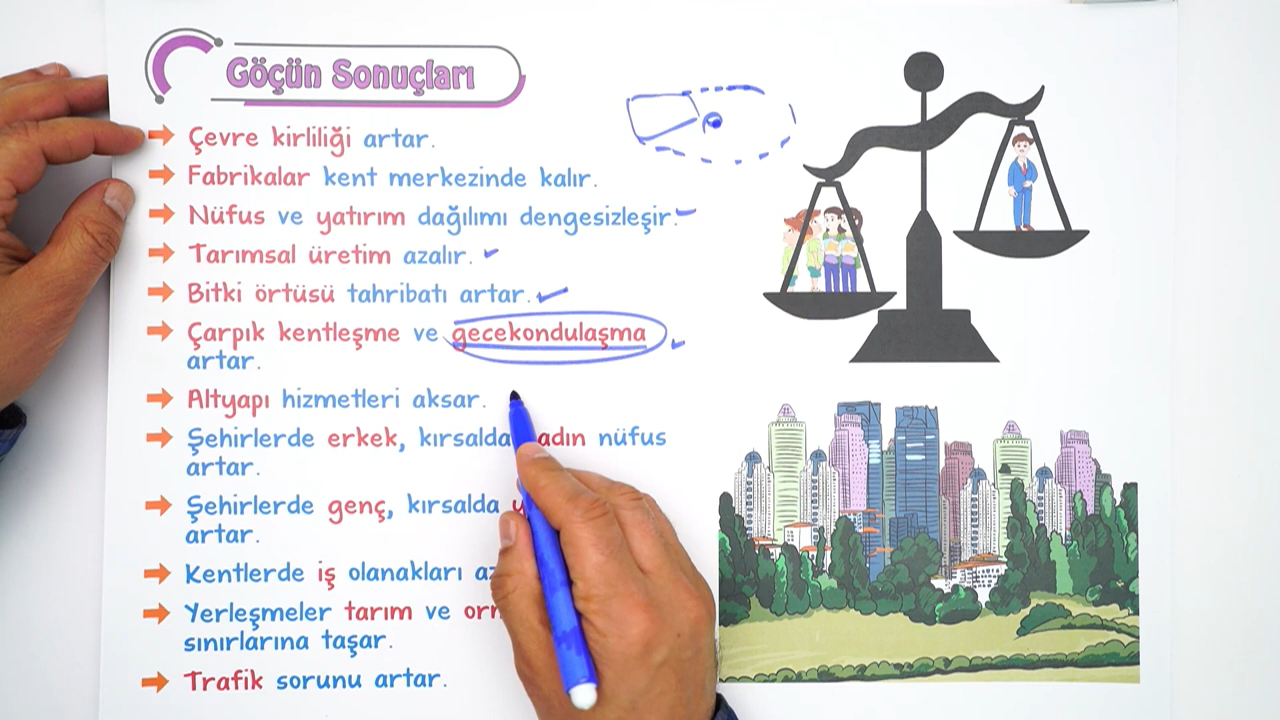 Göçün Sonuçları
Çevre kirliliği artar.
Fabrikalar kent merkezinde kalır.
Nüfus ve yatırım dağılımı dengesizleşir.
Tarımsal üretim azalır.
Bitki örtüsü tahribatı artar.
Çarpık kentleşme ve gecekondulaşma
artar.
Altyapı hizmetleri aksar.
Şehirlerde erkek, kırsalda nüfus
artar.
Şehirlerde genç, kırsalda
artar.
Kentlerde iş olanakları
Yerleşmeler tarım ve
sınırlarına taşar.
Trafik sorunu artar.